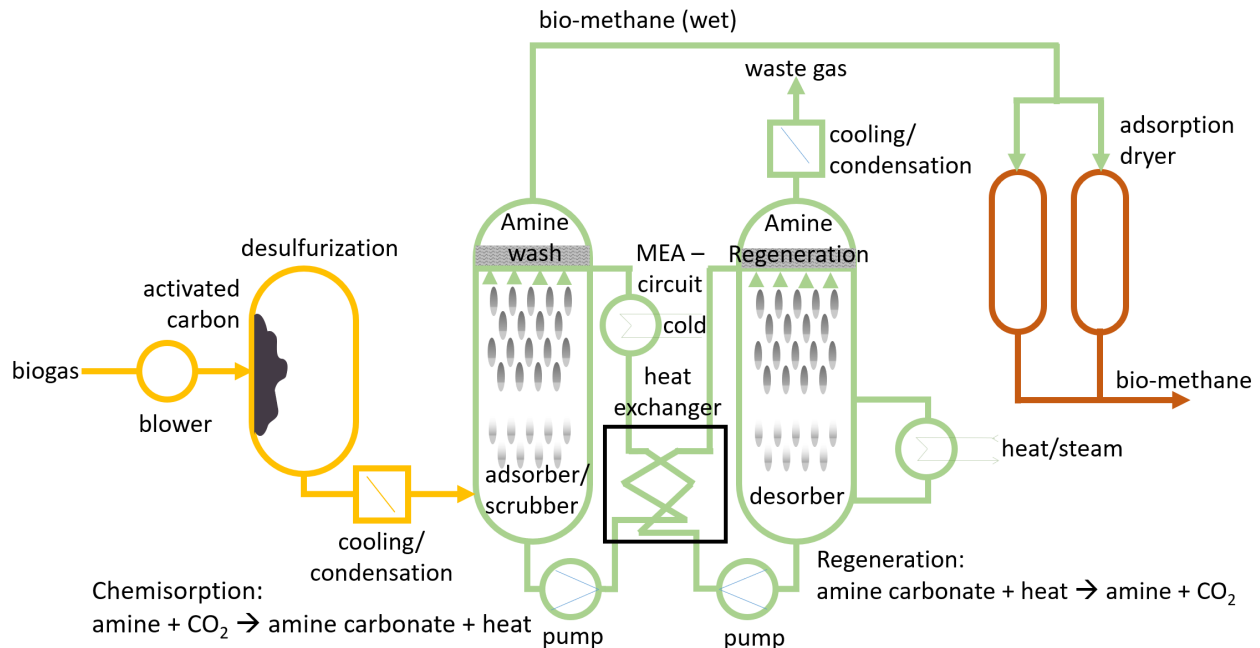 bio-methane (wet)
waste gas
cooling/
condensation
adsorption
dryer
Amine
wash
MEA –
circuit
cold
Amine
Regeneration
desulfurization
activated
carbon
biogas
blower
heat
exchanger
bio-methane
heat/steam
adsorber/
scrubber
desorber
cooling/
condensation
pump
pump
Chemisorption:
amine + CO₂ → amine carbonate + heat
Regeneration:
amine carbonate + heat → amine + CO₂